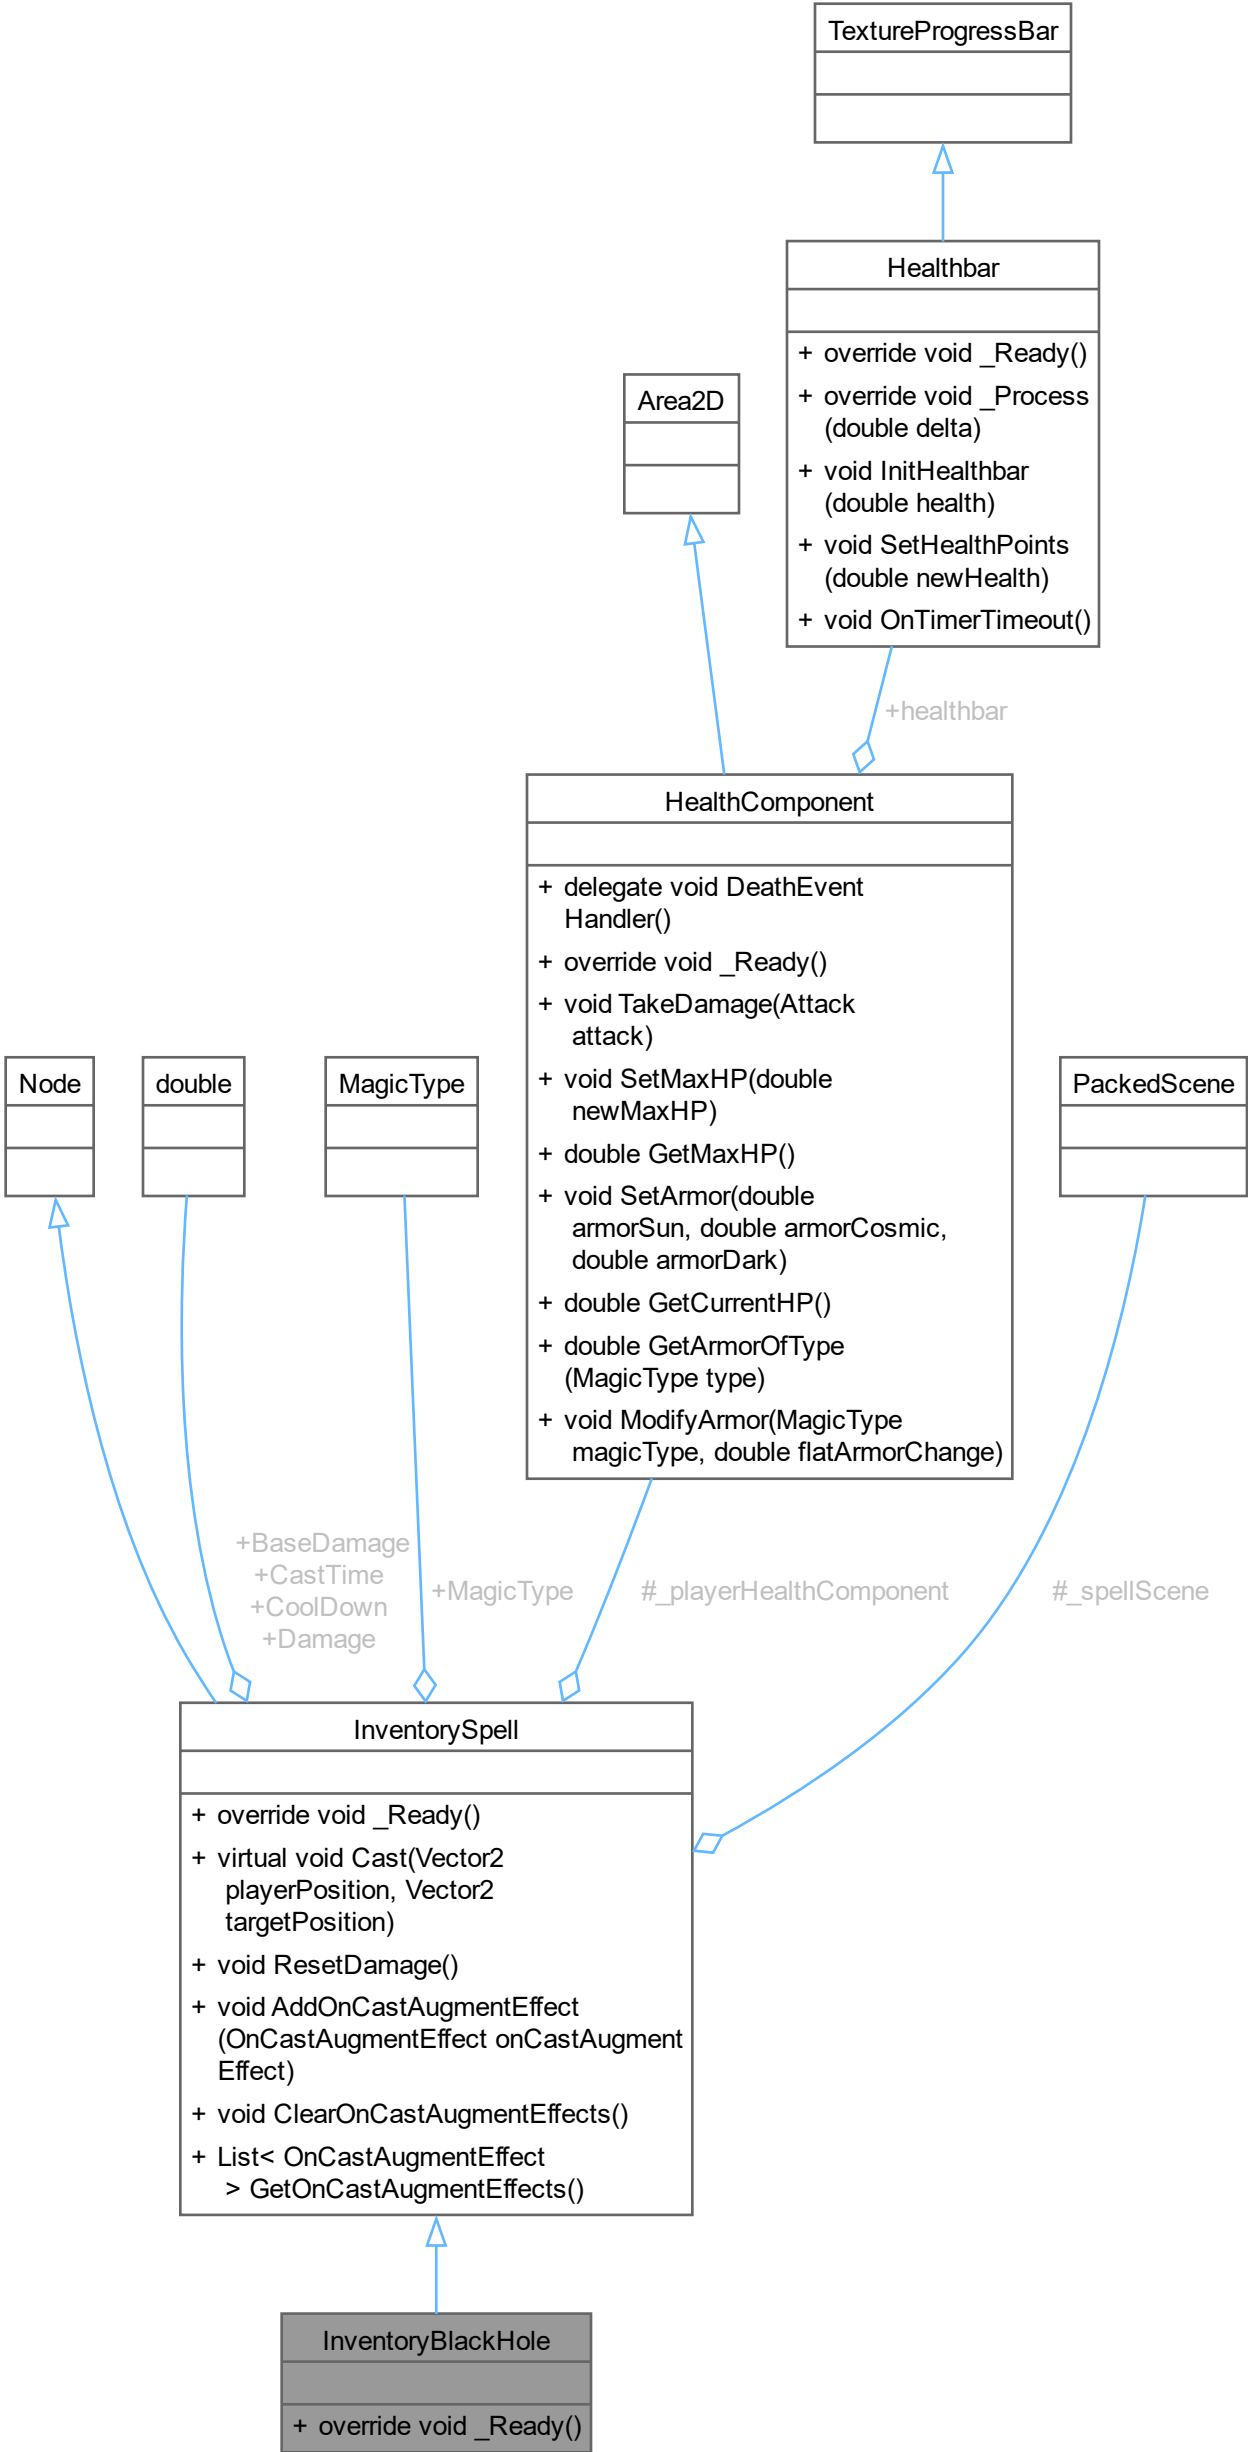 TextureProgressBar
Healthbar
+ override void _Ready()
+ override void _Process
(double delta)
+ void InitHealthbar
(double health)
+ void SetHealthPoints
(double newHealth)
+ void OnTimerTimeout()
Area2D
+healthbar
HealthComponent
+ delegate void DeathEvent
Handler()
+ override void _Ready()
+ void TakeDamage(Attack
attack)
+ void SetMaxHP(double
newMaxHP)
+ double GetMaxHP()
+ void SetArmor(double
armorSun, double armorCosmic,
double armorDark)
+ double GetCurrentHP()
+ double GetArmorOfType
(MagicType type)
+ void ModifyArmor(MagicType
magicType, double flatArmorChange)
Node
double
MagicType
PackedScene
+BaseDamage
+CastTime
+CoolDown
+Damage
+MagicType
#_playerHealthComponent
#_spellScene
InventorySpell
+ override void _Ready()
+ virtual void Cast(Vector2
playerPosition, Vector2
targetPosition)
+ void ResetDamage()
+ void AddOnCastAugmentEffect
(OnCastAugmentEffect onCastAugment
Effect)
+ void ClearOnCastAugmentEffects()
+ List< OnCastAugmentEffect
> GetOnCastAugmentEffects()
InventoryBlackHole
+ override void _Ready()